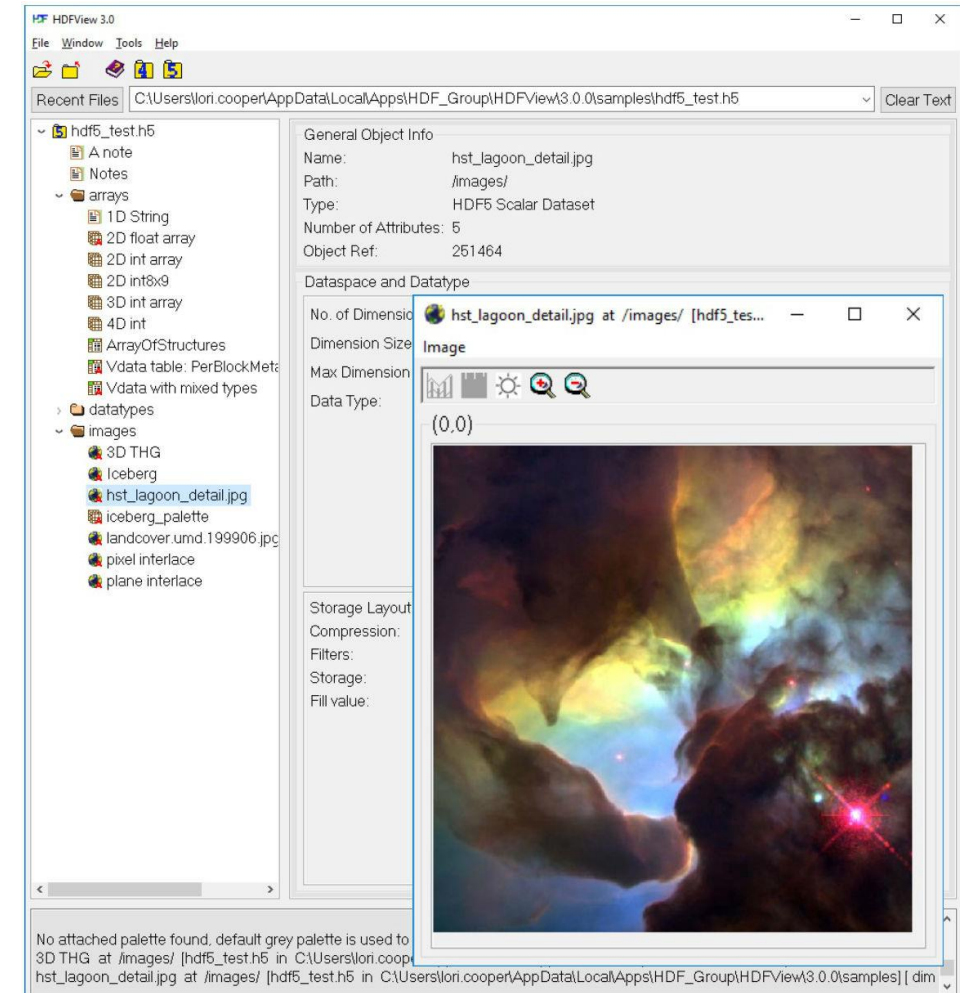 HDF HDFView 3.0
File Window Tools Help
4 5
Recent Files C:\Users\lori.cooper\AppData\Local\Apps\HDF_Group\HDFView\3.0.0\samples\hdf5_test.h5 Clear Text
5 hdf5_test.h5
A note
Notes
arrays
1D String
2D float array
2D int array
2D int8x9
3D int array
4D int
ArrayOfStructures
Vdata table: PerBlockMeta
Vdata with mixed types
datatypes
images
3D THG
Iceberg
hst_lagoon_detail.jpg
iceberg_palette
landcover.umd.199906.jpg
pixel interlace
plane interlace
General Object Info
Name: hst_lagoon_detail.jpg
Path: /images/
Type: HDF5 Scalar Dataset
Number of Attributes: 5
Object Ref: 251464
Dataspace and Datatype
No. of Dimensio
Dimension Size
Max Dimension
Data Type:
Storage Layout
Compression:
Filters:
Storage:
Fill value:
hst_lagoon_detail.jpg at /images/ [hdf5_tes...
Image
(0,0)
No attached palette found, default grey palette is used to
3D THG at /images/ [hdf5_test.h5 in C:\Users\lori.coope
hst_lagoon_detail.jpg at /images/ [hdf5_test.h5 in C:\Users\lori.cooper\AppData\Local\Apps\HDF_Group\HDFView\3.0.0\samples] [ dim